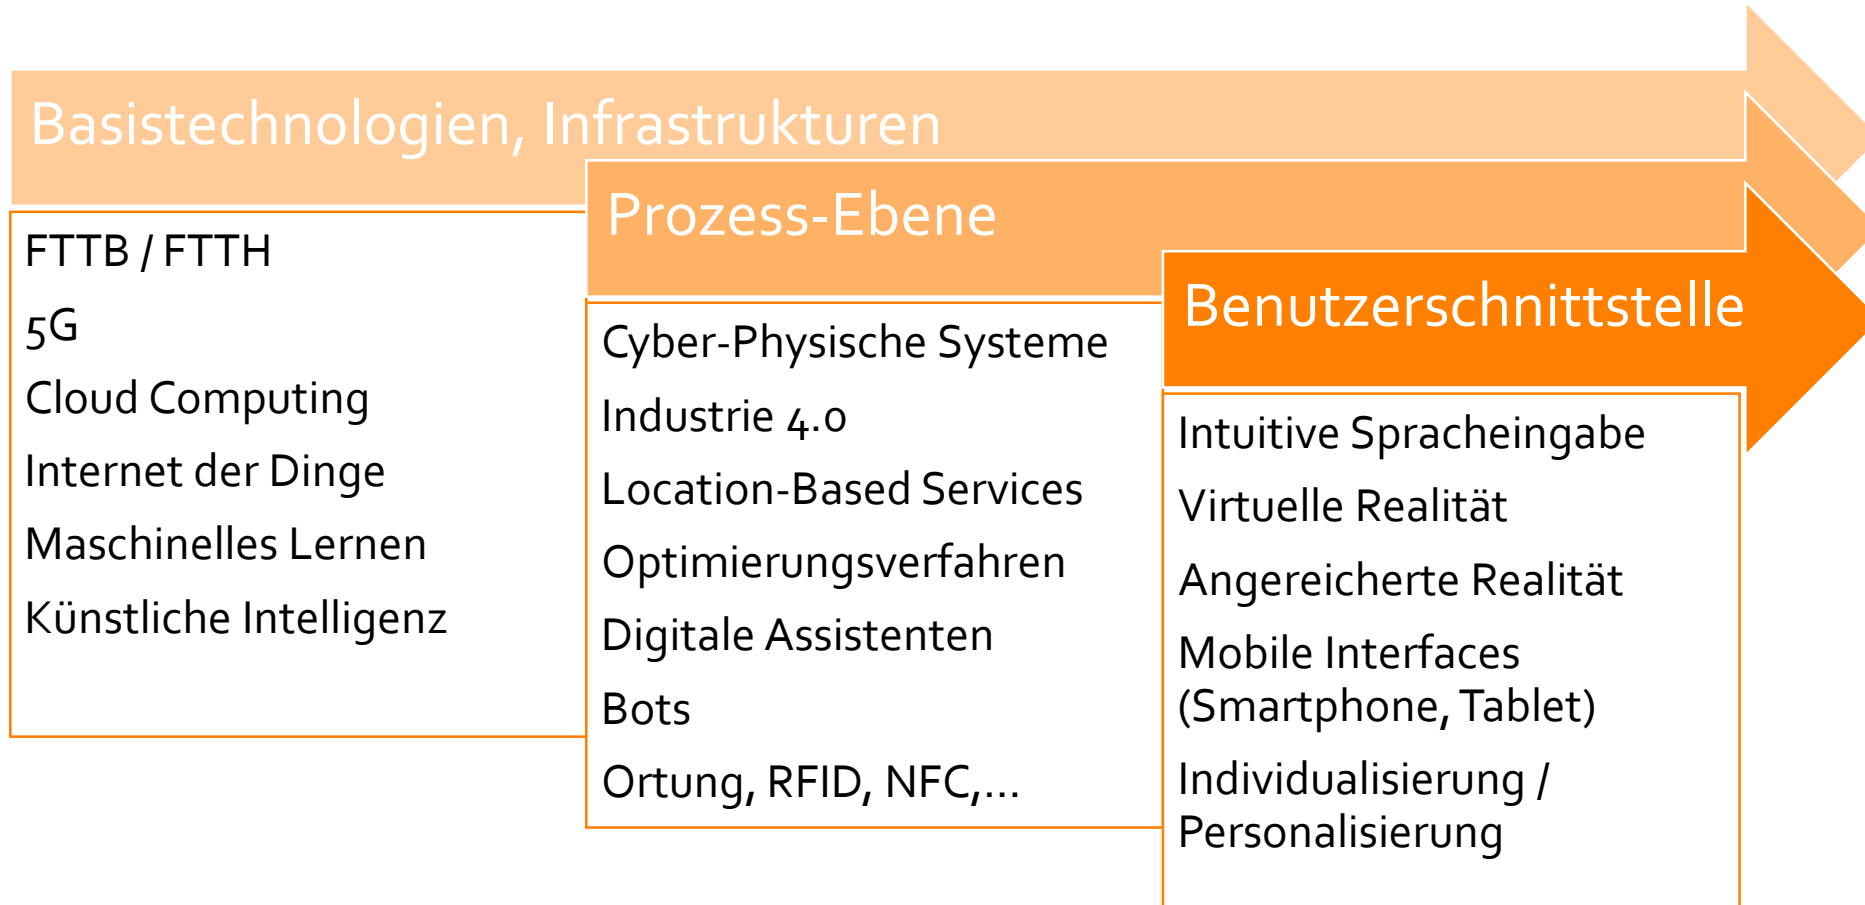 Basistechnologien, Infrastrukturen
FTTB / FTTH
5G
Cloud Computing
Internet der Dinge
Maschinelles Lernen
Künstliche Intelligenz
Prozess-Ebene
Cyber-Physische Systeme
Industrie 4.0
Location-Based Services
Optimierungsverfahren
Digitale Assistenten
Bots
Ortung, RFID, NFC,...
Benutzerschnittstelle
Intuitive Spracheingabe
Virtuelle Realität
Angereicherte Realität
Mobile Interfaces
(Smartphone, Tablet)
Individualisierung /
Personalisierung